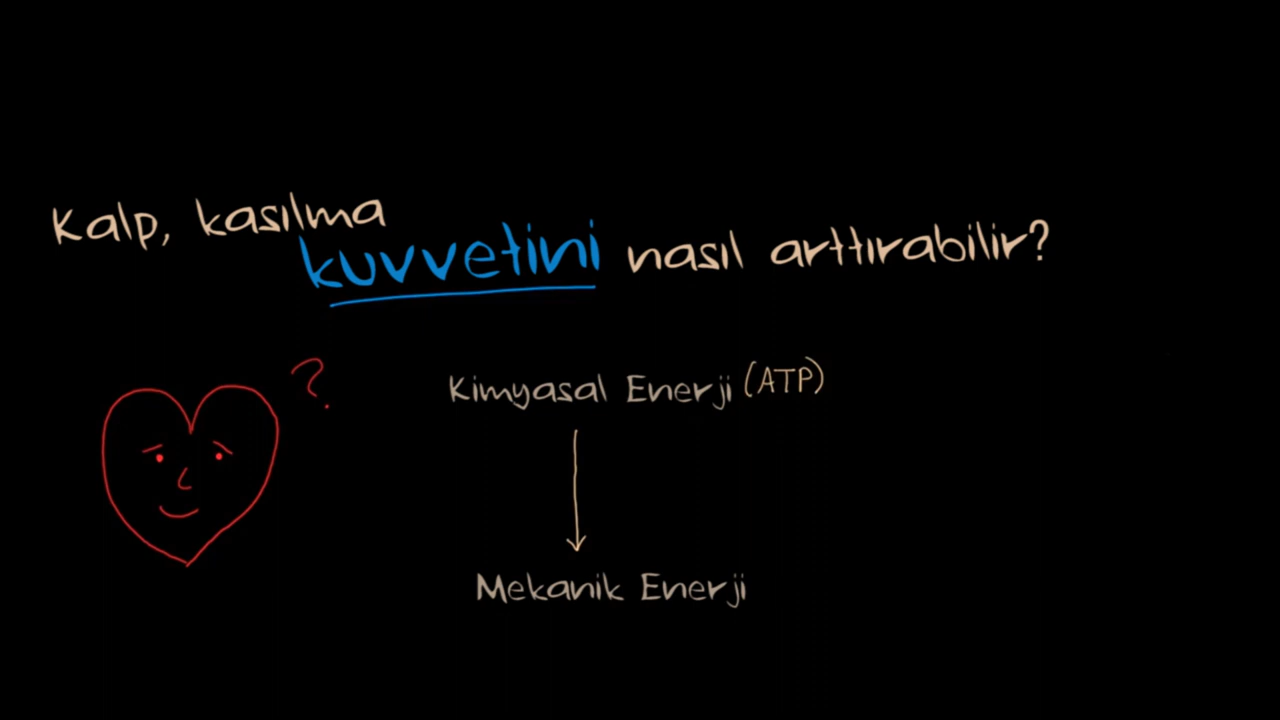 Kalp, kasılma
kuvvetini nasıl arttırabilir?
?
Kimyasal Enerji (ATP)
Mekanik Enerji